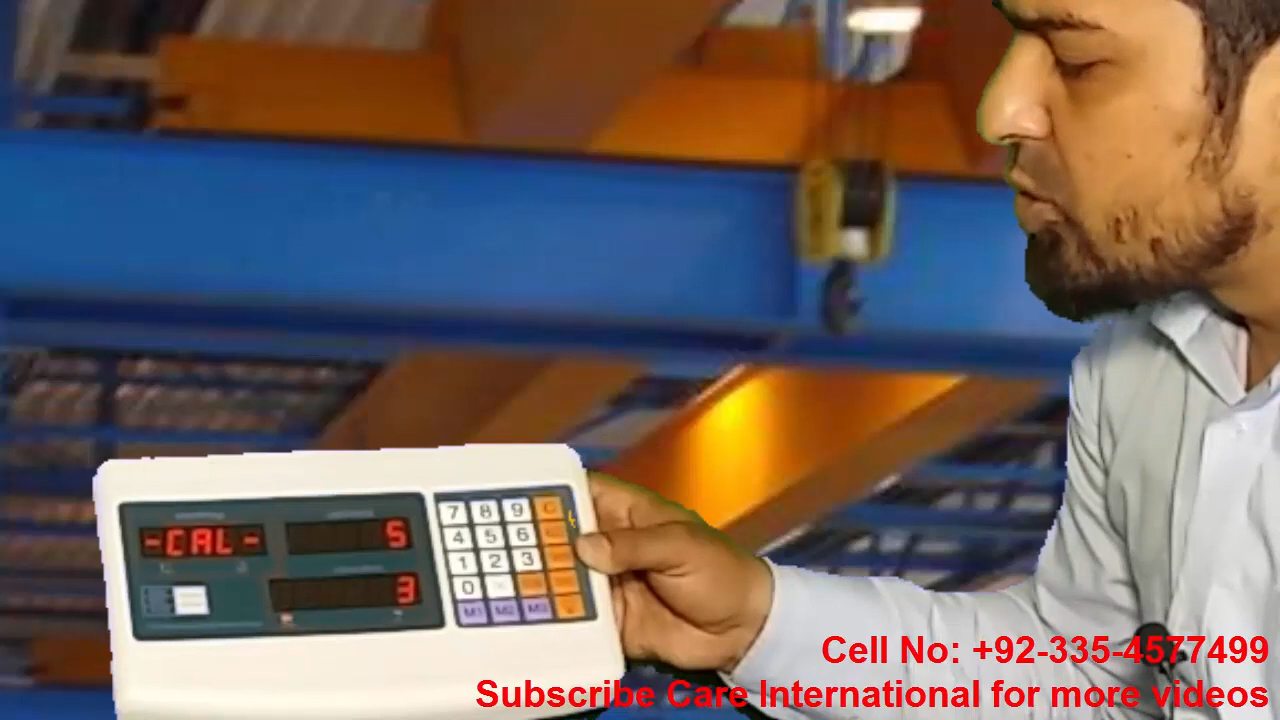 -CAL-
5
3
7 8 9 C
4 5 6
1 2 3
0
M1 M2 M3
Cell No: +92-335-4577499
Subscribe Care International for more videos